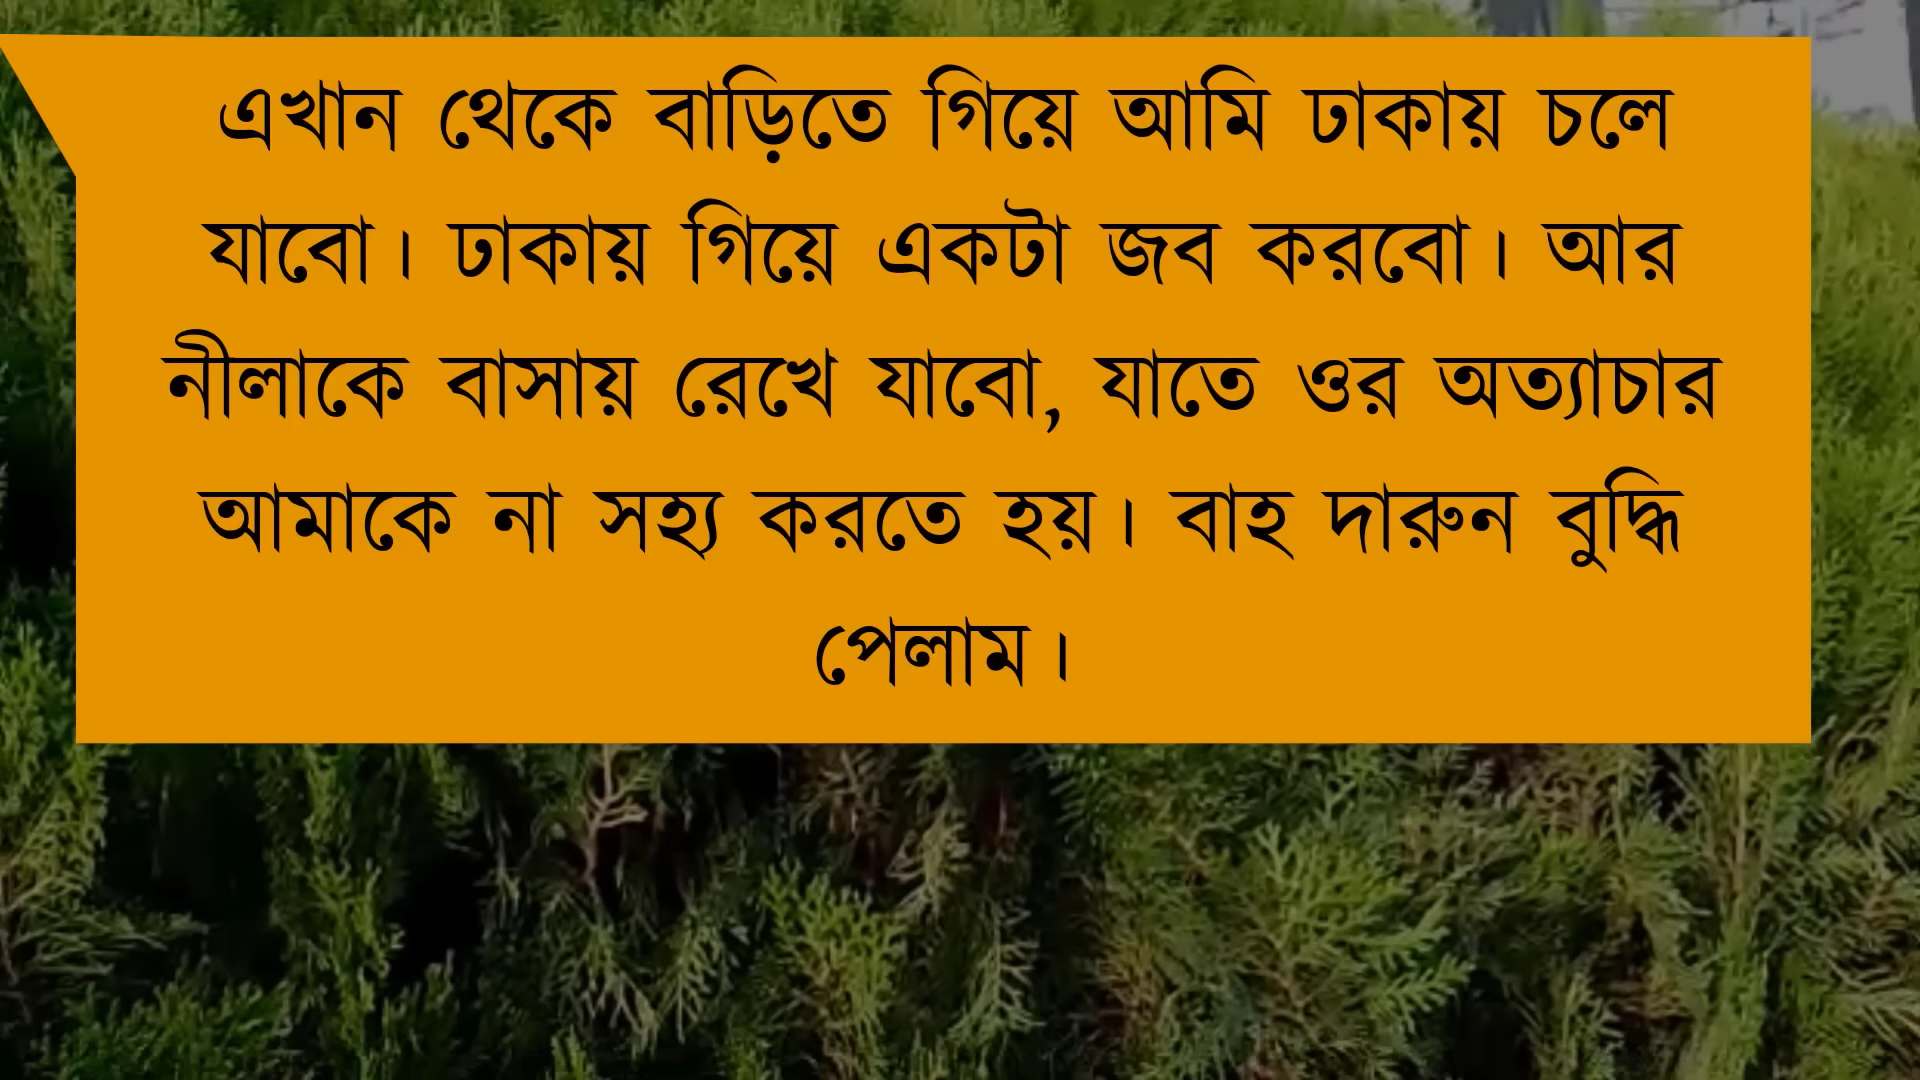 এখান থেকে বাড়িতে গিয়ে আমি ঢাকায় চলে
যাবো। ঢাকায় গিয়ে একটা জব করবো। আর
নীলাকে বাসায় রেখে যাবো, যাতে ওর অত্যাচার
আমাকে না সহ্য করতে হয়। বাহ দারুন বুদ্ধি
পেলাম।